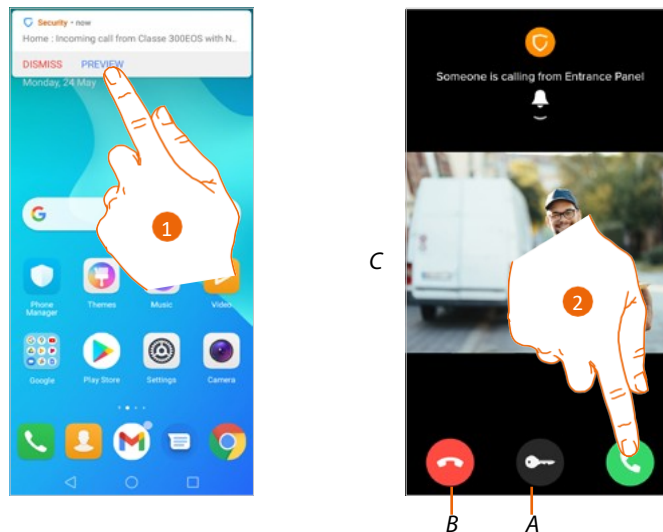 Security • now
Home : Incoming call from Classe 300EOS with N..
DISMISS PREVIEW
Monday, 24 May
1
Phone Manager
Themes
Music
Video
Google
Play Store
Settings
Camera
C
Someone is calling from Entrance Panel
2
B
A